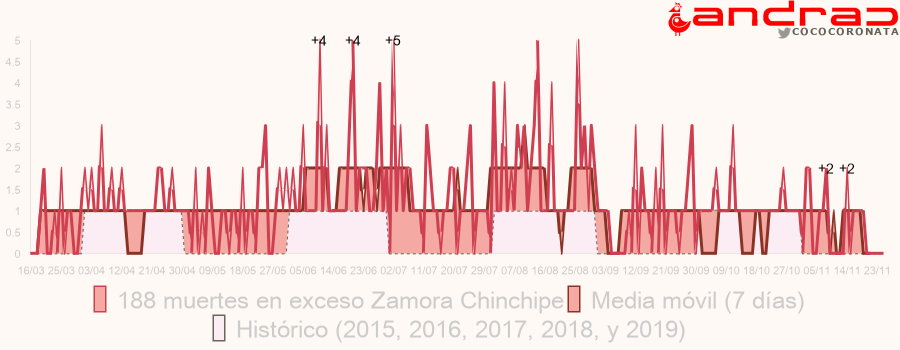 andrab
COCOCORONATA
+4 +4 +5
+2 +2
5
4.5
4
3.5
3
2.5
2
1.5
1
0.5
0
16/03 25/03 03/04 12/04 21/04 30/04 09/05 18/05 27/05 05/06 14/06 23/06 02/07 11/07 20/07 29/07 07/08 16/08 25/08 03/09 12/09 21/09 30/09 09/10 18/10 27/10 05/11 14/11 23/11
188 muertes en exceso Zamora Chinchipe Media móvil (7 días)
Histórico (2015, 2016, 2017, 2018, y 2019)